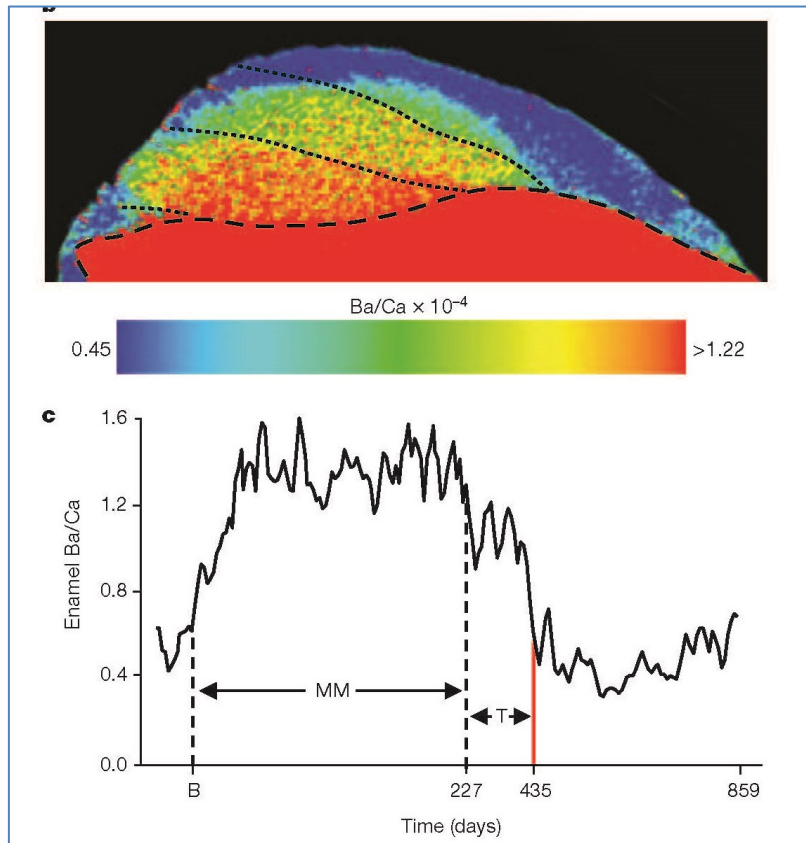 Ba/Ca × 10⁻⁴
0.45 >1.22
c
1.6
1.2
0.8
0.4
0.0
Enamel Ba/Ca
MM
T
B 227 435 859
Time (days)